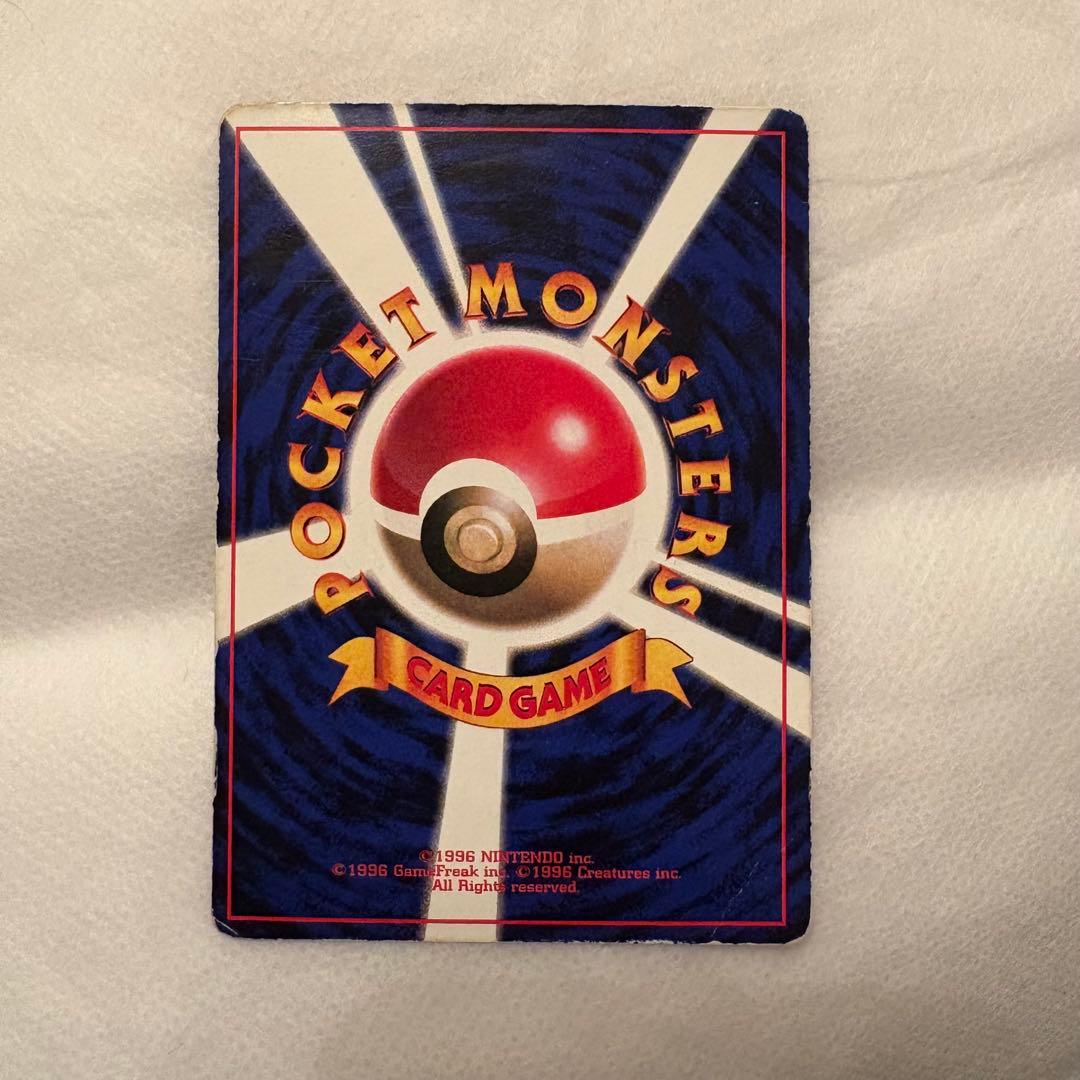 POCKET MONSTERS
CARD GAME
©1996 NINTENDO inc.
©1996 GameFreak inc. ©1996 Creatures inc.
All Rights reserved.